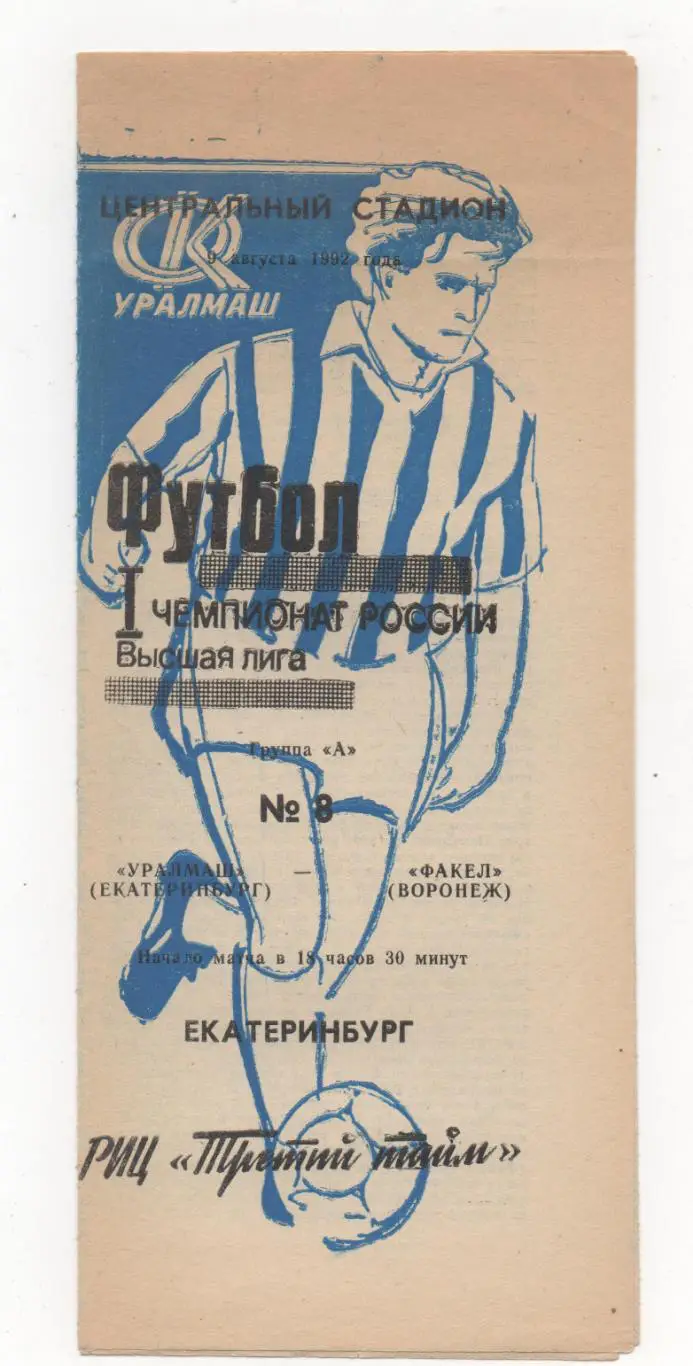 ЦЕНТРАЛЬНЫЙ СТАДИОН
9 августа 1992 года
УРАЛМАШ
Футбол
I ЧЕМПИОНАТ РОССИИ
Высшая лига
Группа «А»
№ 8
«УРАЛМАШ» — «ФАКЕЛ»
(ЕКАТЕРИНБУРГ) (ВОРОНЕЖ)
Начало матча в 18 часов 30 минут
ЕКАТЕРИНБУРГ
РИЦ «Третий тайм»